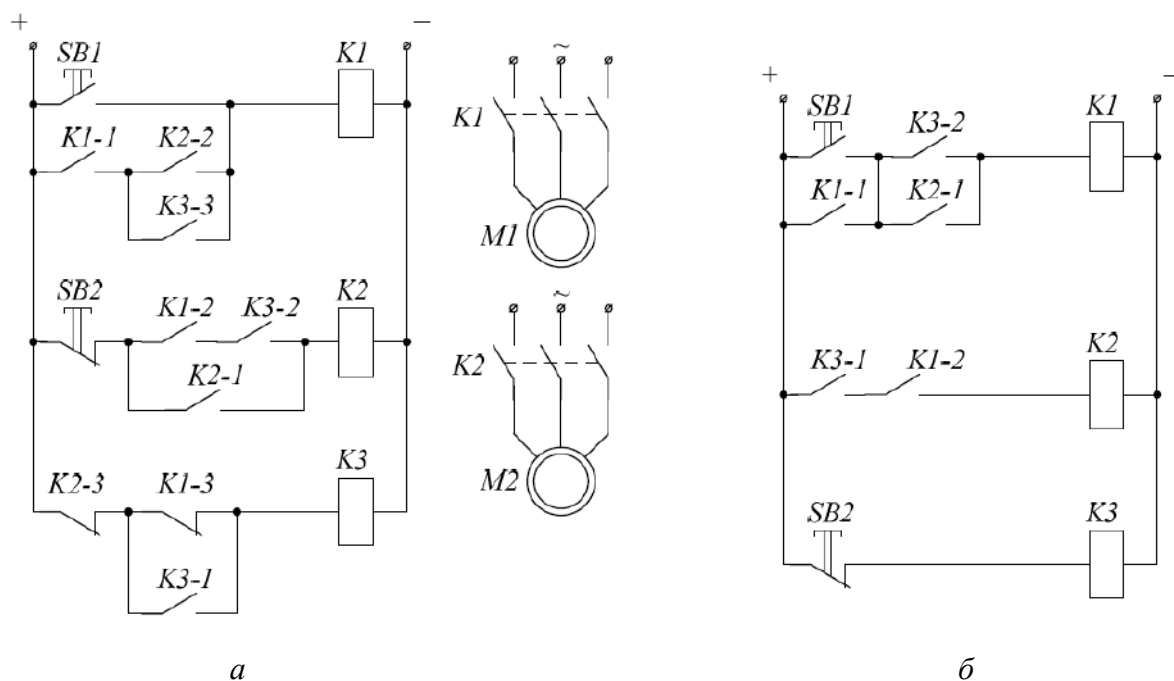 + −
SB1 K1
K1-1 K2-2
K3-3
SB2 K1-2 K3-2 K2
K2-1
K2-3 K1-3 K3
K3-1
~
K1
M1
~
K2
M2
+ −
SB1 K3-2 K1
K1-1 K2-1
K3-1 K1-2 K2
SB2 K3
а б